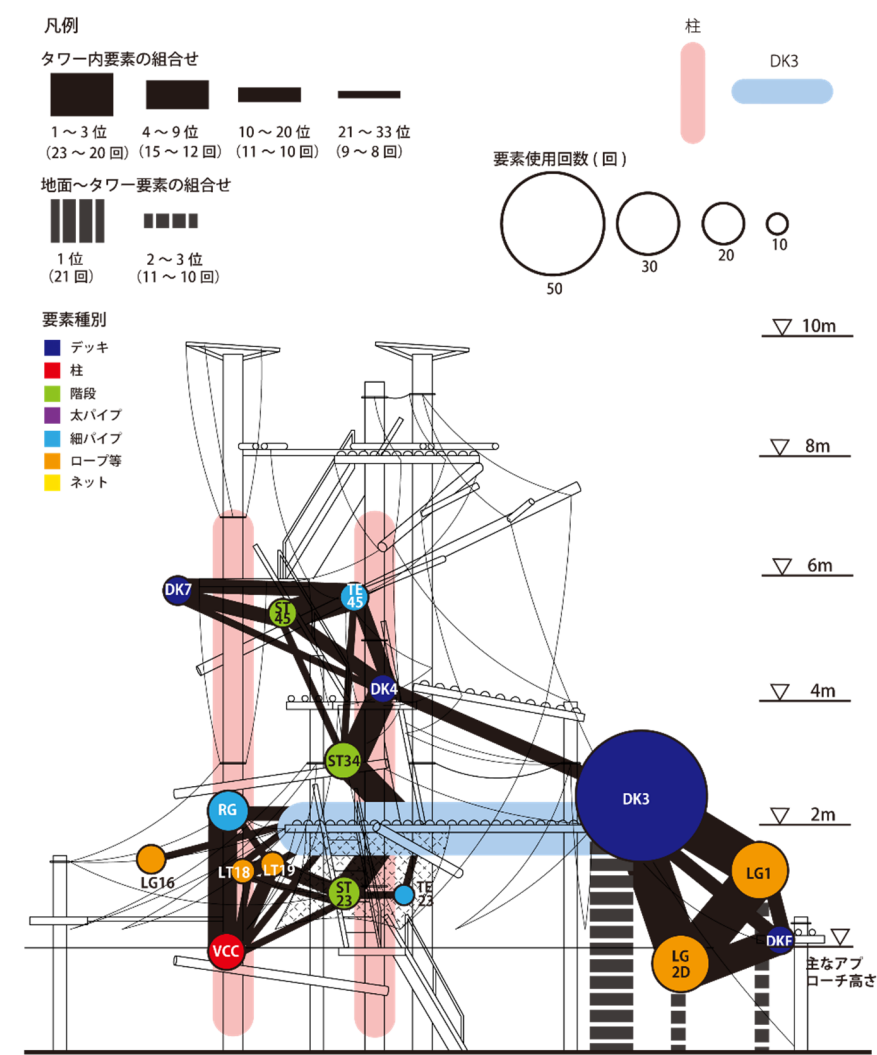 凡例
タワー内要素の組合せ
1～3位 4～9位 10～20位 21～33位
(23～20回) (15～12回) (11～10回) (9～8回)
地面～タワー要素の組合せ
1位 2～3位
(21回) (11～10回)
柱
DK3
要素使用回数(回)
50 30 20 10
要素種別
デッキ
柱
階段
太パイプ
細パイプ
ロープ等
ネット
10m
8m
6m
4m
2m
主なアプ
ローチ高さ
DK7
ST
45
TE
45
DK4
ST34
DK3
RG
LG16
LT18
LT19
ST
23
TE
23
VCC
LG1
LG
2D
DKF